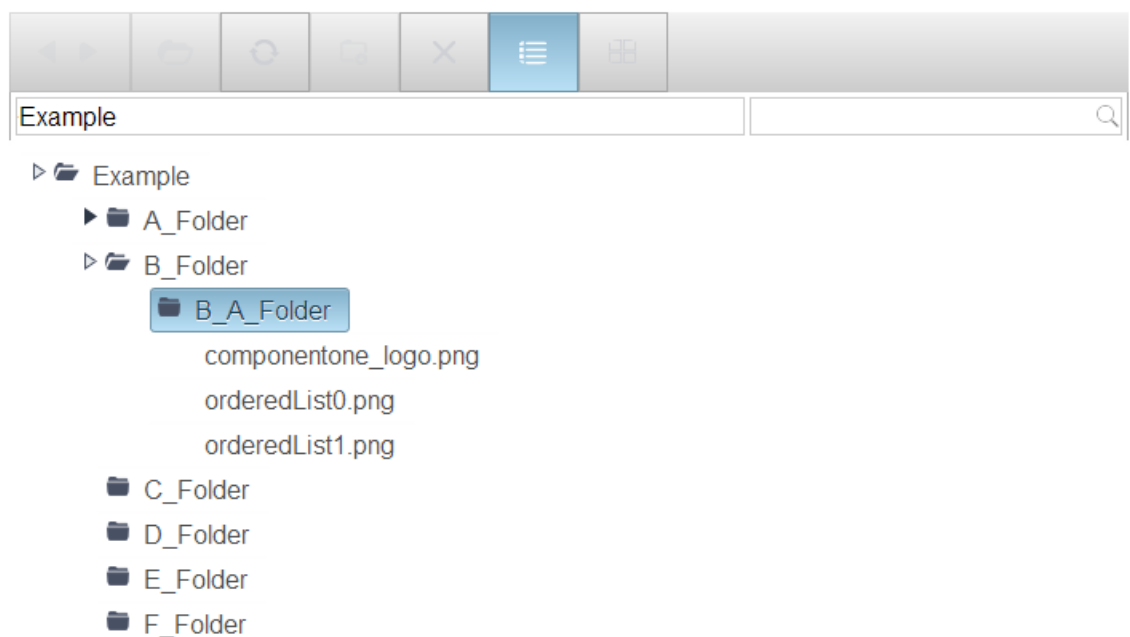 Example
Example
A_Folder
B_Folder
B_A_Folder
componentone_logo.png
orderedList0.png
orderedList1.png
C_Folder
D_Folder
E_Folder
F_Folder